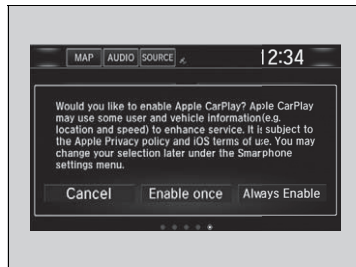 MAP AUDIO SOURCE 12:34
Would you like to enable Apple CarPlay? Aple CarPlay
may use some user and vehicle information(e.g.
location and speed) to enhance service. It is subject to
the Apple Privacy policy and iOS terms of use. You may
change your selection later under the Smarphone
settings menu.
Cancel Enable once Always Enable